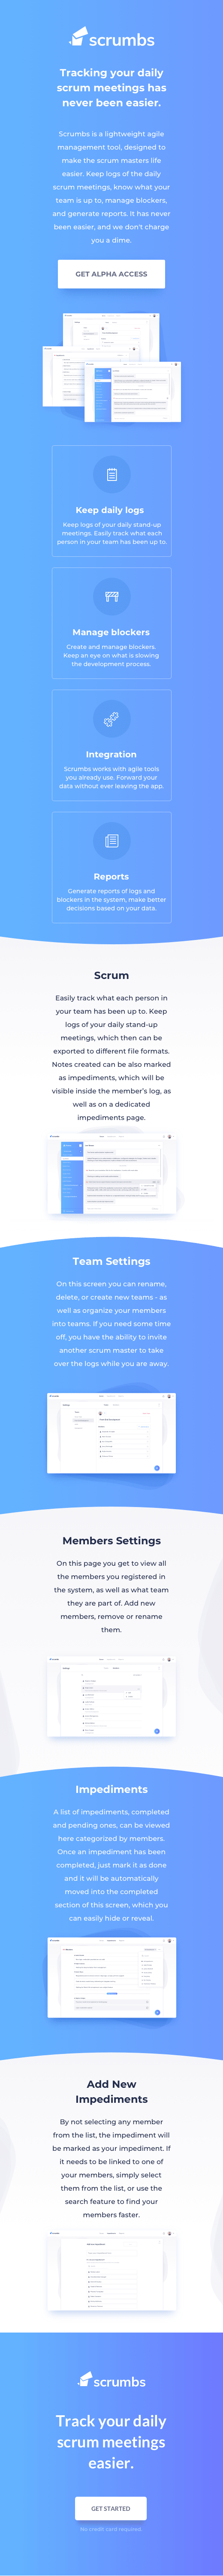 scrumbs
Tracking your daily
scrum meetings has
never been easier.
Scrumbs is a lightweight agile
management tool, designed to
make the scrum masters life
easier. Keep logs of the daily
scrum meetings, know what your
team is up to, manage blockers,
and generate reports. It has never
been easier, and we don't charge
you a dime.
GET ALPHA ACCESS
Keep daily logs
Keep logs of your daily stand-up
meetings. Easily track what each
person in your team has been up to.
Manage blockers
Create and manage blockers.
Keep an eye on what is slowing
the development process.
Integration
Scrumbs works with agile tools
you already use. Forward your
data without ever leaving the app.
Reports
Generate reports of logs and
blockers in the system, make better
decisions based on your data.
Scrum
Easily track what each person in
your team has been up to. Keep
logs of your daily stand-up
meetings, which then can be
exported to different file formats.
Notes created can be also marked
as impediments, which will be
visible inside the member's log, as
well as on a dedicated
impediments page.
Team Settings
On this screen you can rename,
delete, or create new teams - as
well as organize your members
into teams. If you need some time
off, you have the ability to invite
another scrum master to take
over the logs while you are away.
Members Settings
On this page you get to view all
the members you registered in
the system, as well as what team
they are part of. Add new
members, remove or rename
them.
Impediments
A list of impediments, completed
and pending ones, can be viewed
here categorized by members.
Once an impediment has been
completed, just mark it as done
and it will be automatically
moved into the completed
section of this screen, which you
can easily hide or reveal.
Add New
Impediments
By not selecting any member
from the list, the impediment will
be marked as your impediment. If
it needs to be linked to one of
your members, simply select
them from the list, or use the
search feature to find your
members faster.
scrumbs
Track your daily
scrum meetings
easier.
GET STARTED
No credit card required.